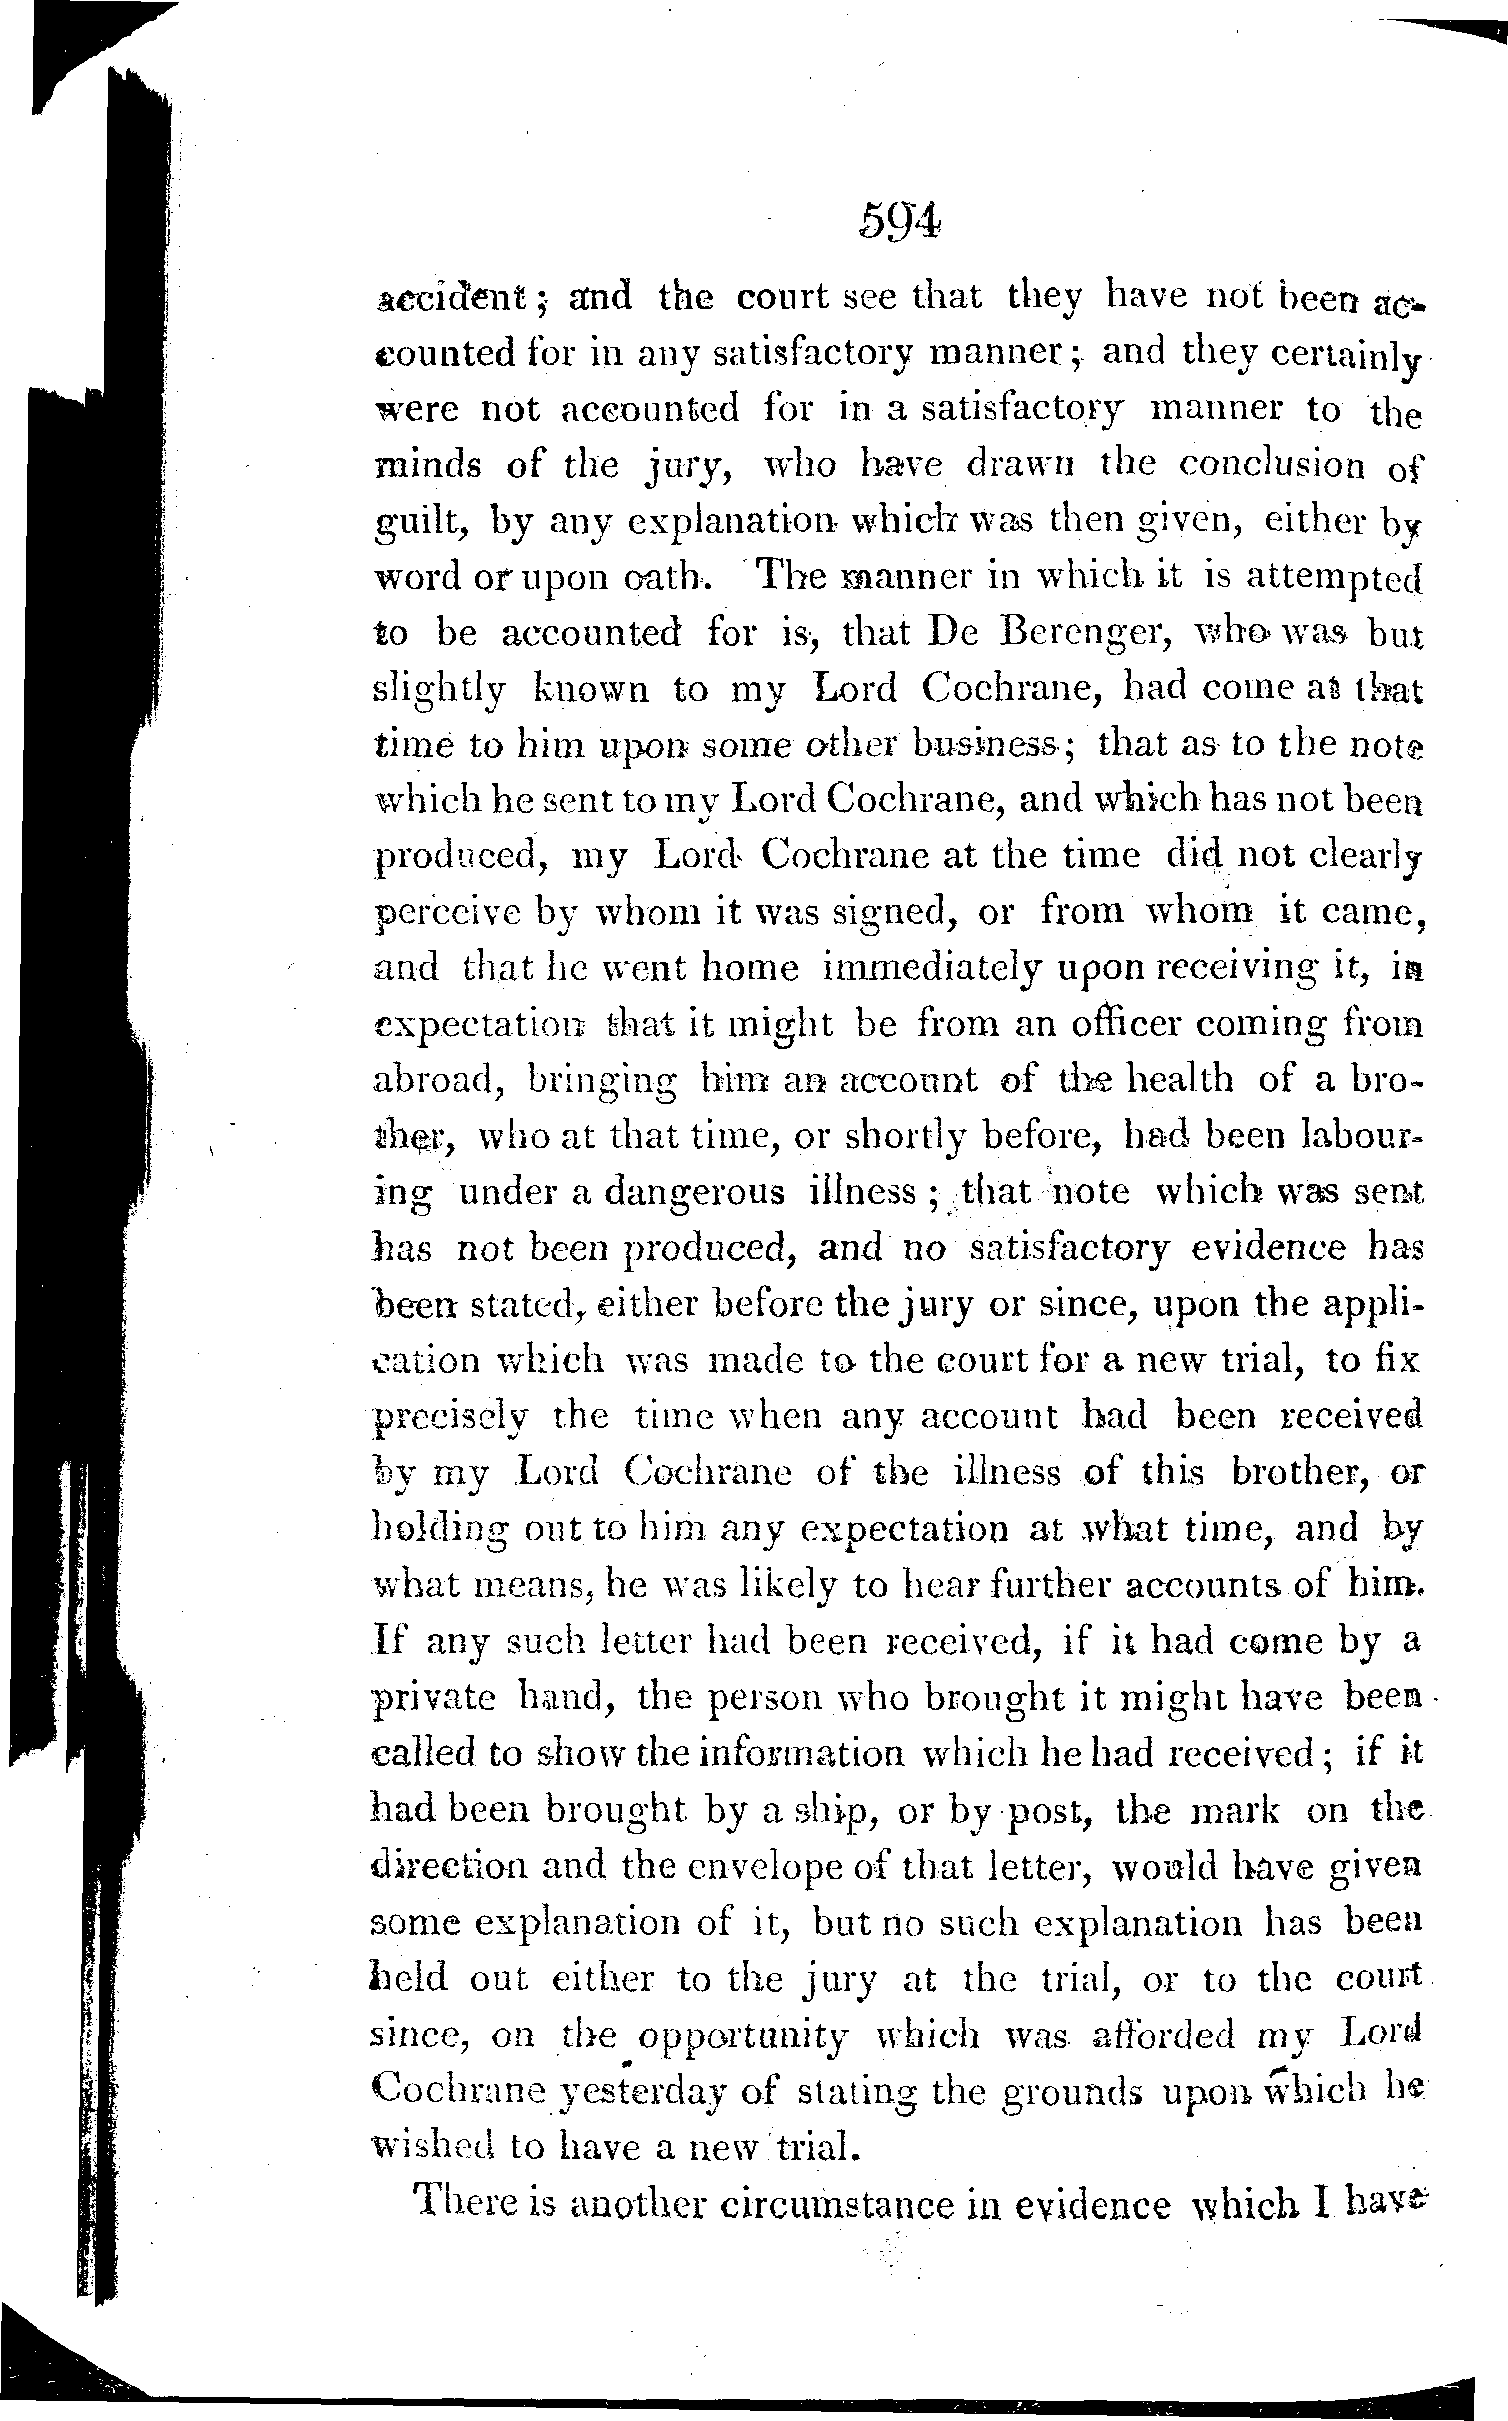 594
accident; and the court see that they have not been ac-
counted for in any satisfactory manner; and they certainly
were not accounted for in a satisfactory manner to the
minds of the jury, who have drawn the conclusion of
guilt, by any explanation which was then given, either by
word or upon oath. The manner in which it is attempted
to be accounted for is, that De Berenger, who was but
slightly known to my Lord Cochrane, had come at that
time to him upon some other business; that as to the note
which he sent to my Lord Cochrane, and which has not been
produced, my Lord Cochrane at the time did not clearly
perceive by whom it was signed, or from whom it came,
and that he went home immediately upon receiving it, in
expectation that it might be from an officer coming from
abroad, bringing him an account of the health of a bro-
ther, who at that time, or shortly before, had been labour-
ing under a dangerous illness; that note which was sent
has not been produced, and no satisfactory evidence has
been stated, either before the jury or since, upon the appli-
cation which was made to the court for a new trial, to fix
precisely the time when any account had been received
by my Lord Cochrane of the illness of this brother, or
holding out to him any expectation at what time, and by
what means, he was likely to hear further accounts of him.
If any such letter had been received, if it had come by a
private hand, the person who brought it might have been
called to show the information which he had received; if it
had been brought by a ship, or by post, the mark on the
direction and the envelope of that letter, would have given
some explanation of it, but no such explanation has been
held out either to the jury at the trial, or to the court
since, on the opportunity which was afforded my Lord
Cochrane yesterday of stating the grounds upon which he
wished to have a new trial.
There is another circumstance in evidence which I have